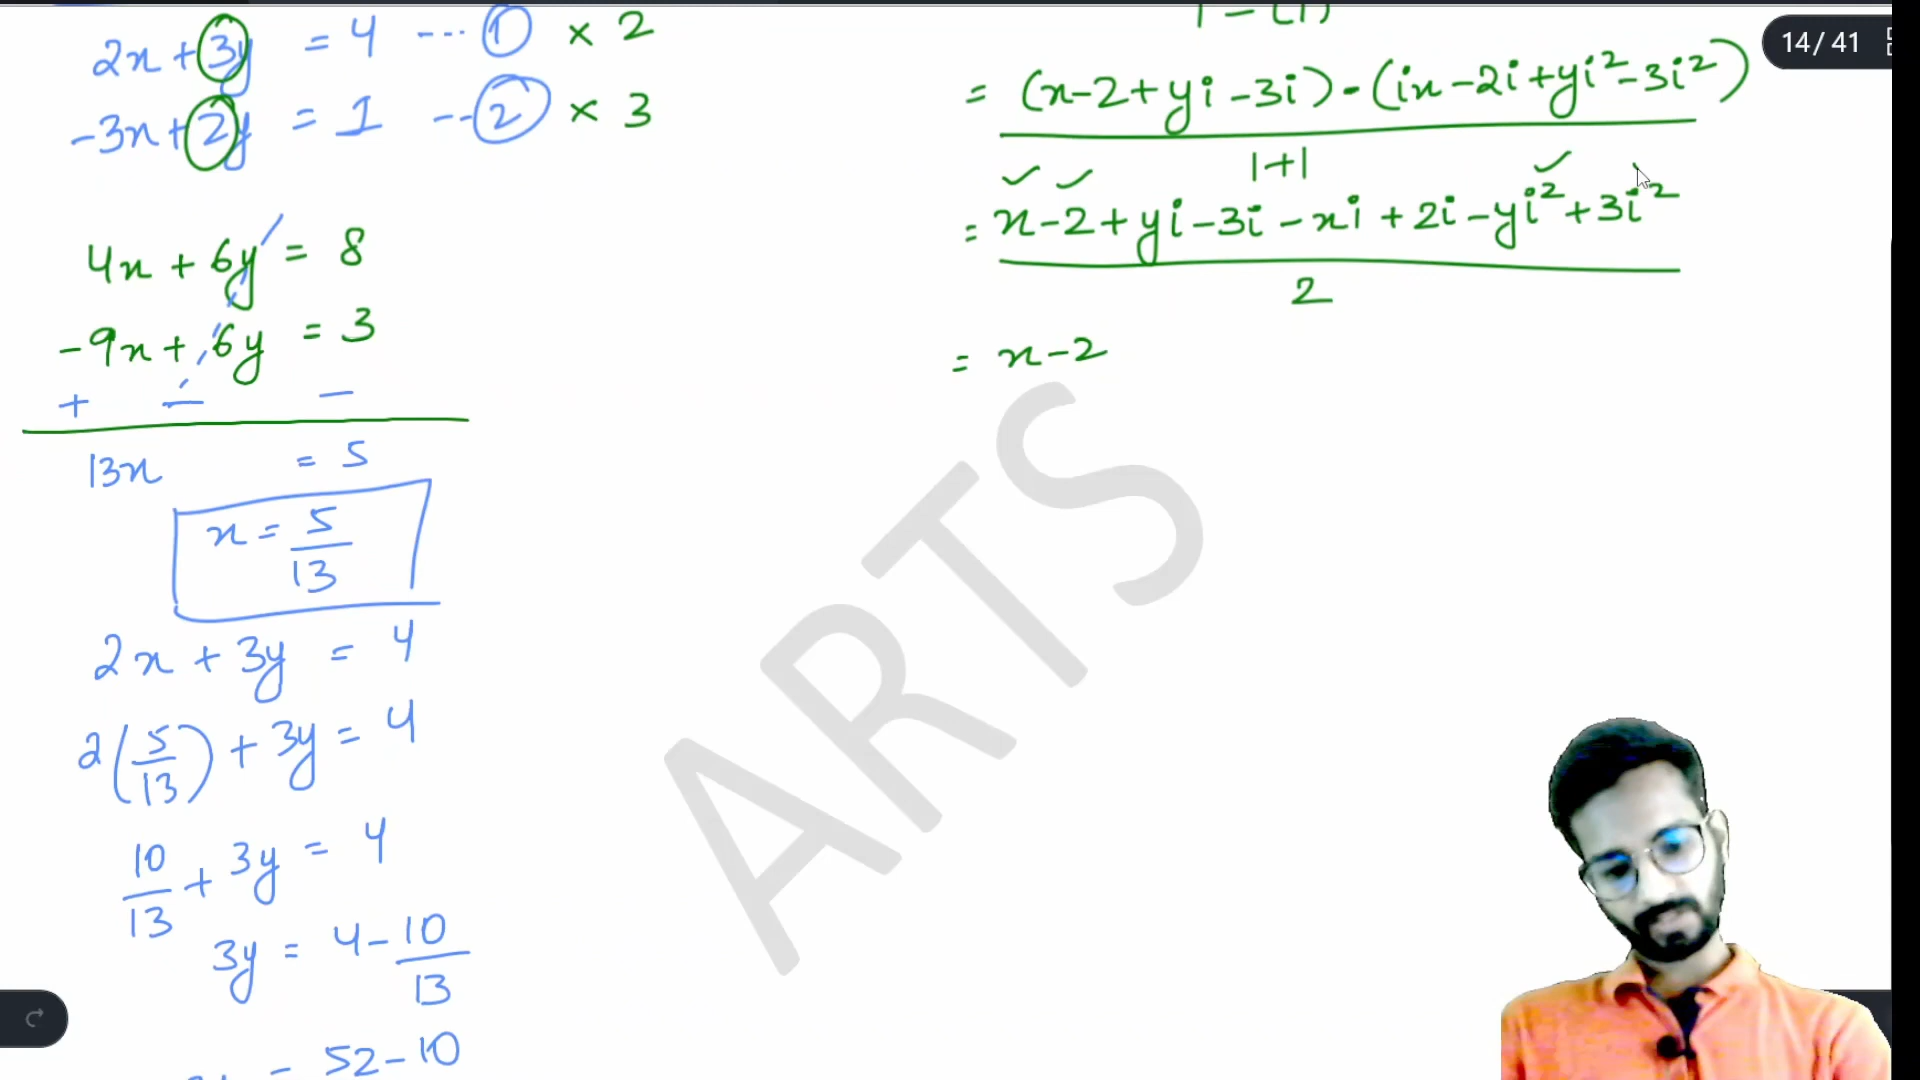 2x + 3y = 4 --- ① × 2
-3x + 2y = 1 -- ② × 3
4x + 6y = 8
-9x + 6y = 3
+ - -
13x = 5
x = 5/13
2x + 3y = 4
2(5/13) + 3y = 4
10/13 + 3y = 4
3y = 4 - 10/13
= 52 - 10
= (x-2+yi-3i) - (ix-2i+yi²-3i²)
1+1
= x-2+yi-3i-xi+2i-yi²+3i²
2
= x-2
14/41
ARTS